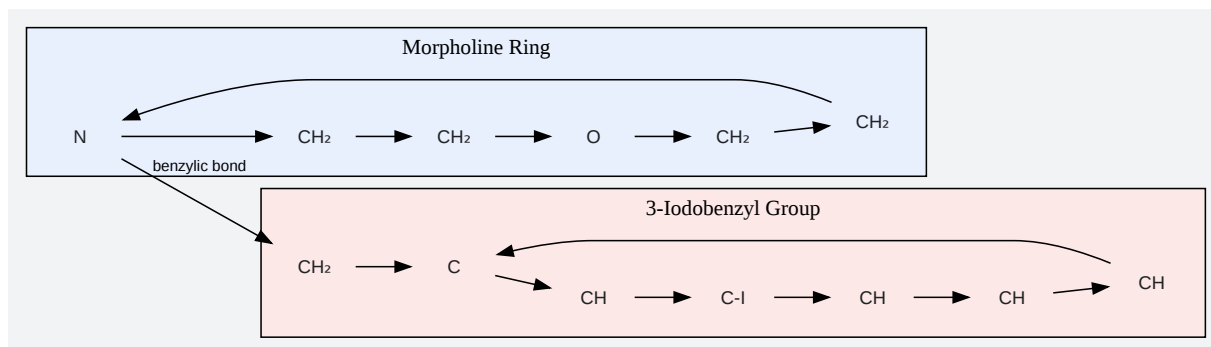 Morpholine Ring
N
CH₂
CH₂
O
CH₂
CH₂
benzylic bond
3-Iodobenzyl Group
CH₂
C
CH
C-I
CH
CH
CH